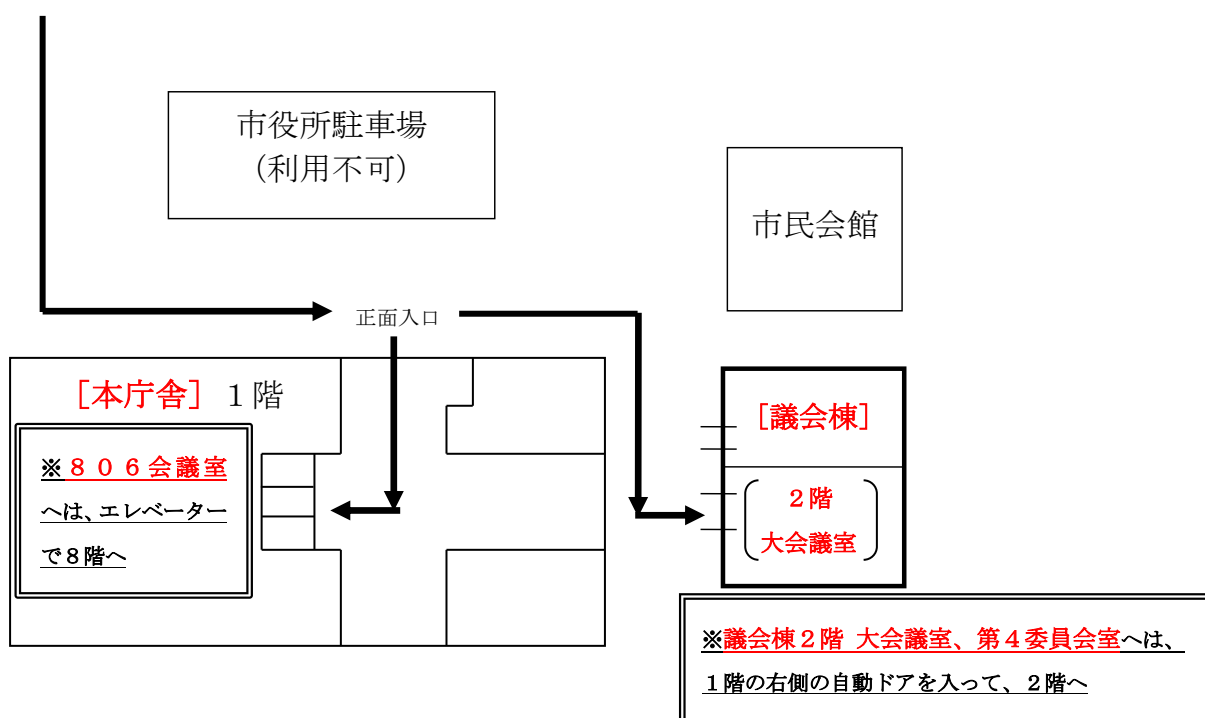 市役所駐車場
（利用不可）
市民会館
正面入口
［本庁舎］１階
※８０６会議室
へは、エレベーター
で８階へ
［議会棟］
２階
大会議室
※議会棟２階 大会議室、第４委員会室へは、
１階の右側の自動ドアを入って、２階へ